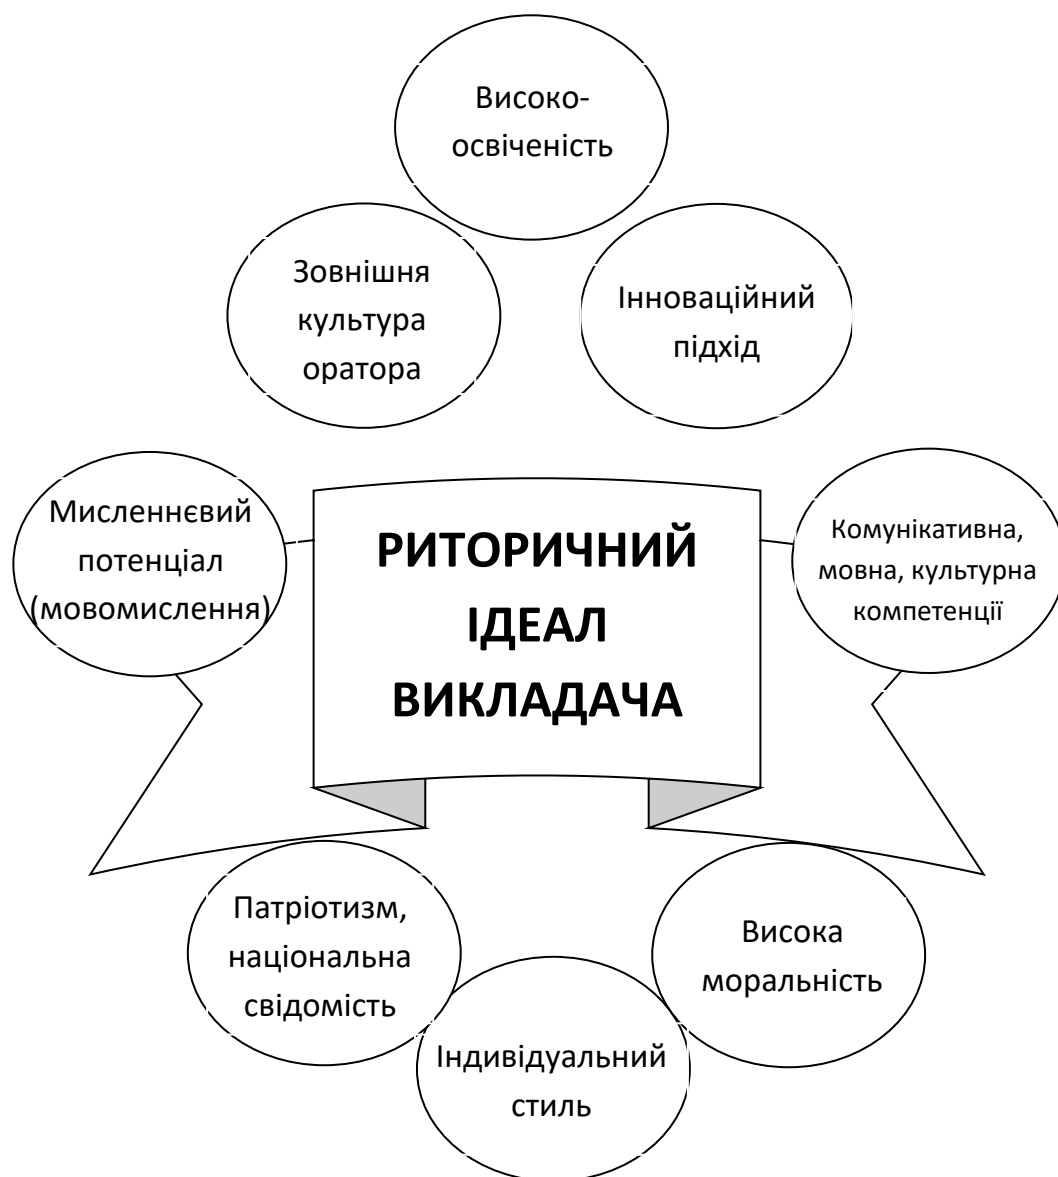 Високо-
освіченість
Зовнішня
культура
оратора
Інноваційний
підхід
Мисленнєвий
потенціал
(мовомислення)
РИТОРИЧНИЙ
ІДЕАЛ
ВИКЛАДАЧА
Комунікативна,
мовна, культурна
компетенції
Патріотизм,
національна
свідомість
Висока
моральність
Індивідуальний
стиль